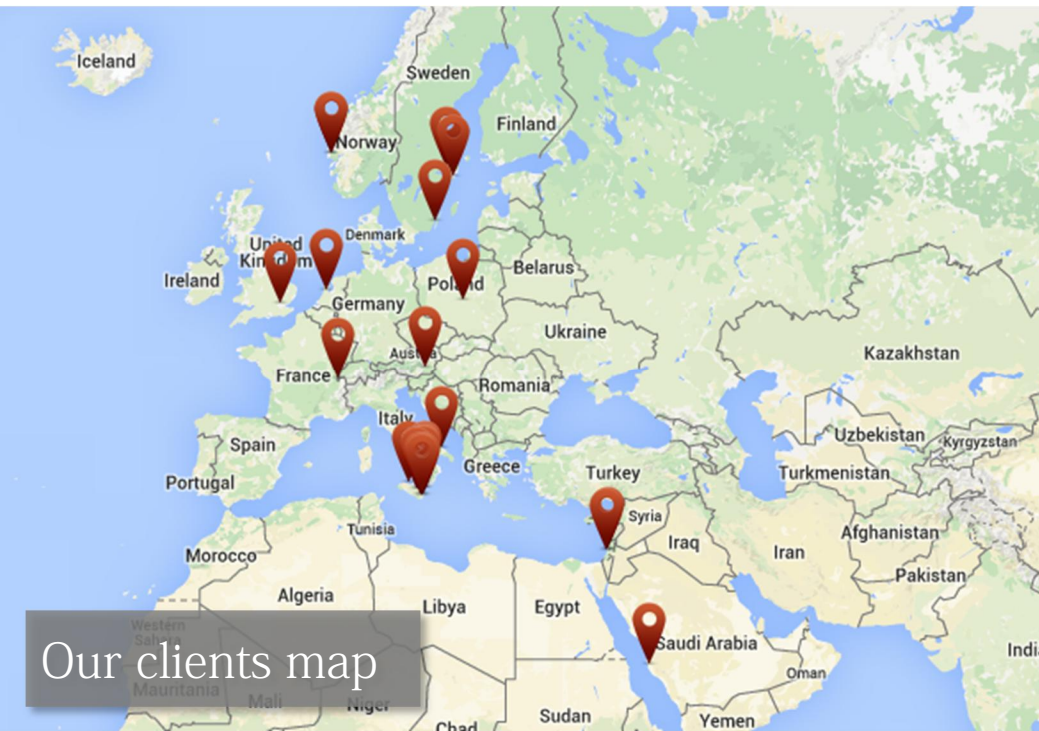 Iceland
Sweden
Finland
Norway
Denmark
United
Kingdom
Ireland
Belarus
Poland
Germany
Ukraine
Austria
Kazakhstan
France
Romania
Italy
Uzbekistan
Kyrgyzstan
Spain
Greece
Turkey
Turkmenistan
Portugal
Syria
Tunisia
Afghanistan
Iraq
Iran
Morocco
Pakistan
Algeria
Libya
Egypt
Western
Sahara
Saudi Arabia
Indi
Our clients map
Oman
Mauritania
Mali
Niger
Sudan
Yemen
Chad